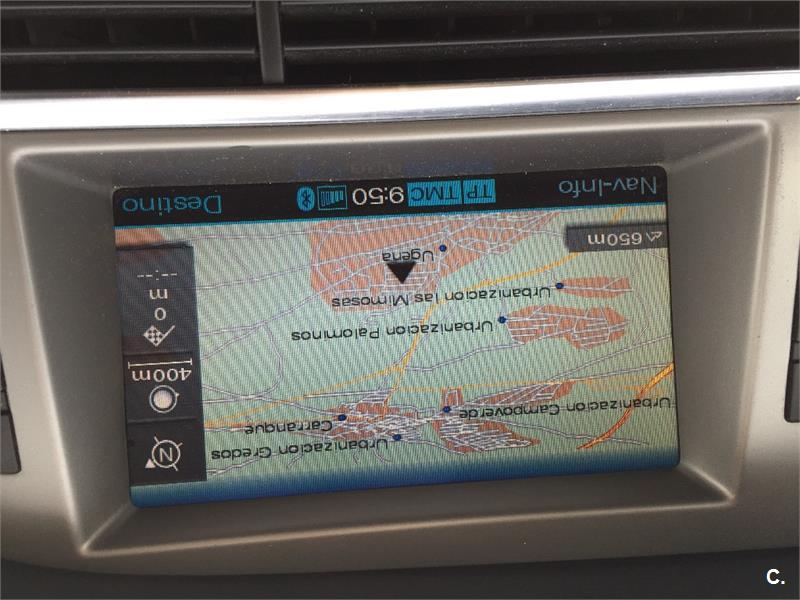 Urbanizacion Gredos
Carranque
Urbanizacion Campoverde
N
400m
Urbanizacion Palominos
Urbanizacion las Mimosas
Ugena
0
m
--:--
650m
Nav-Info
TP TMC 9:50
Destino
C.